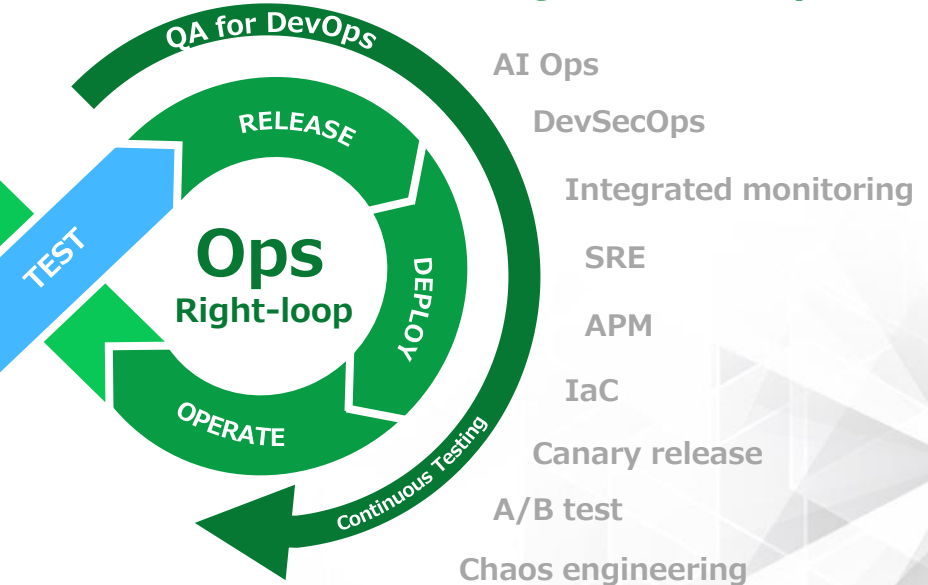 QA for DevOps
AI Ops
DevSecOps
RELEASE
Integrated monitoring
TEST
Ops
Right-loop
DEPLOY
SRE
APM
IaC
OPERATE
Continuous Testing
Canary release
A/B test
Chaos engineering